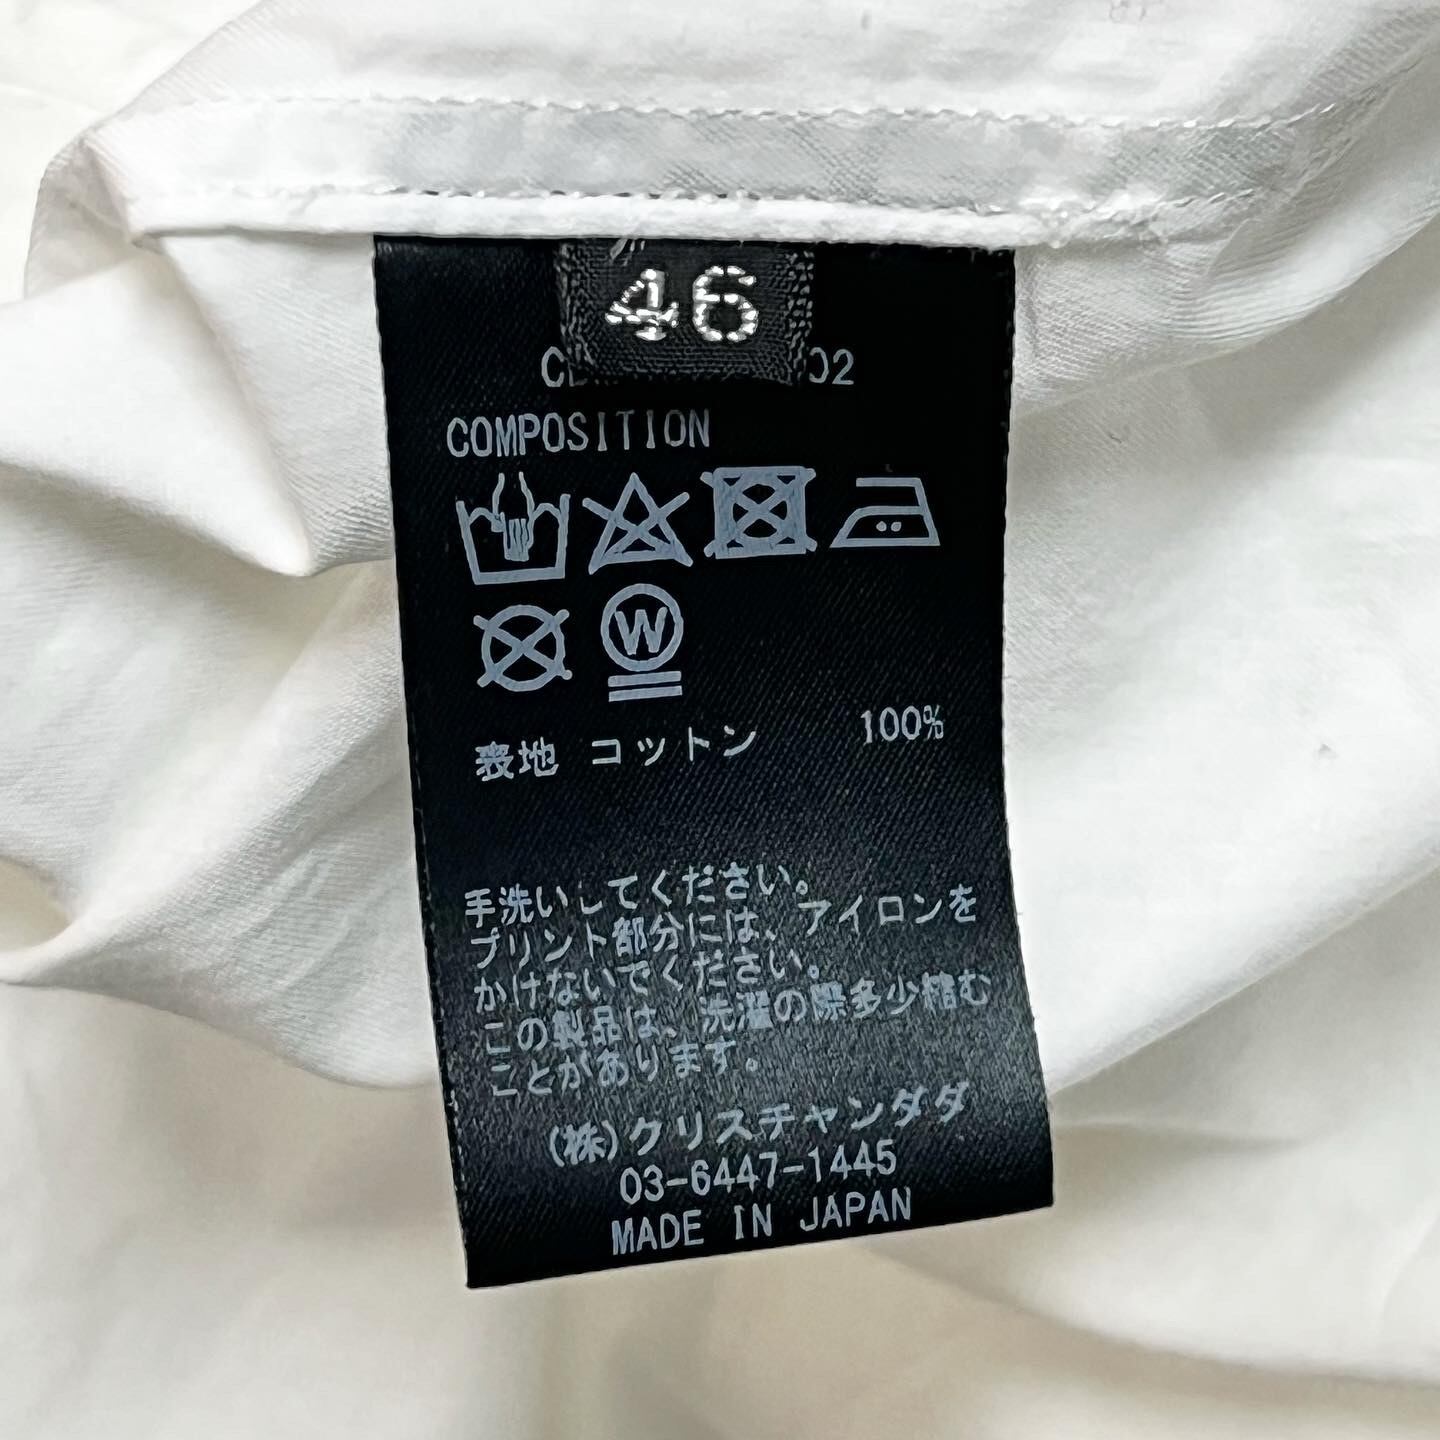 46
COMPOSITION
W
表地 コットン 100%
手洗いしてください。
プリント部分には、アイロンを
かけないでください。
この製品は、洗濯の際多少縮む
ことがあります。
(株)クリスチャンダダ
03-6447-1445
MADE IN JAPAN